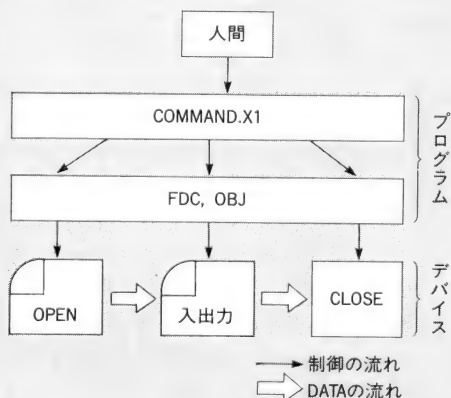 人間
COMMAND.X1
FDC, OBJ
プログラム
OPEN
入出力
CLOSE
デバイス
制御の流れ
DATAの流れ